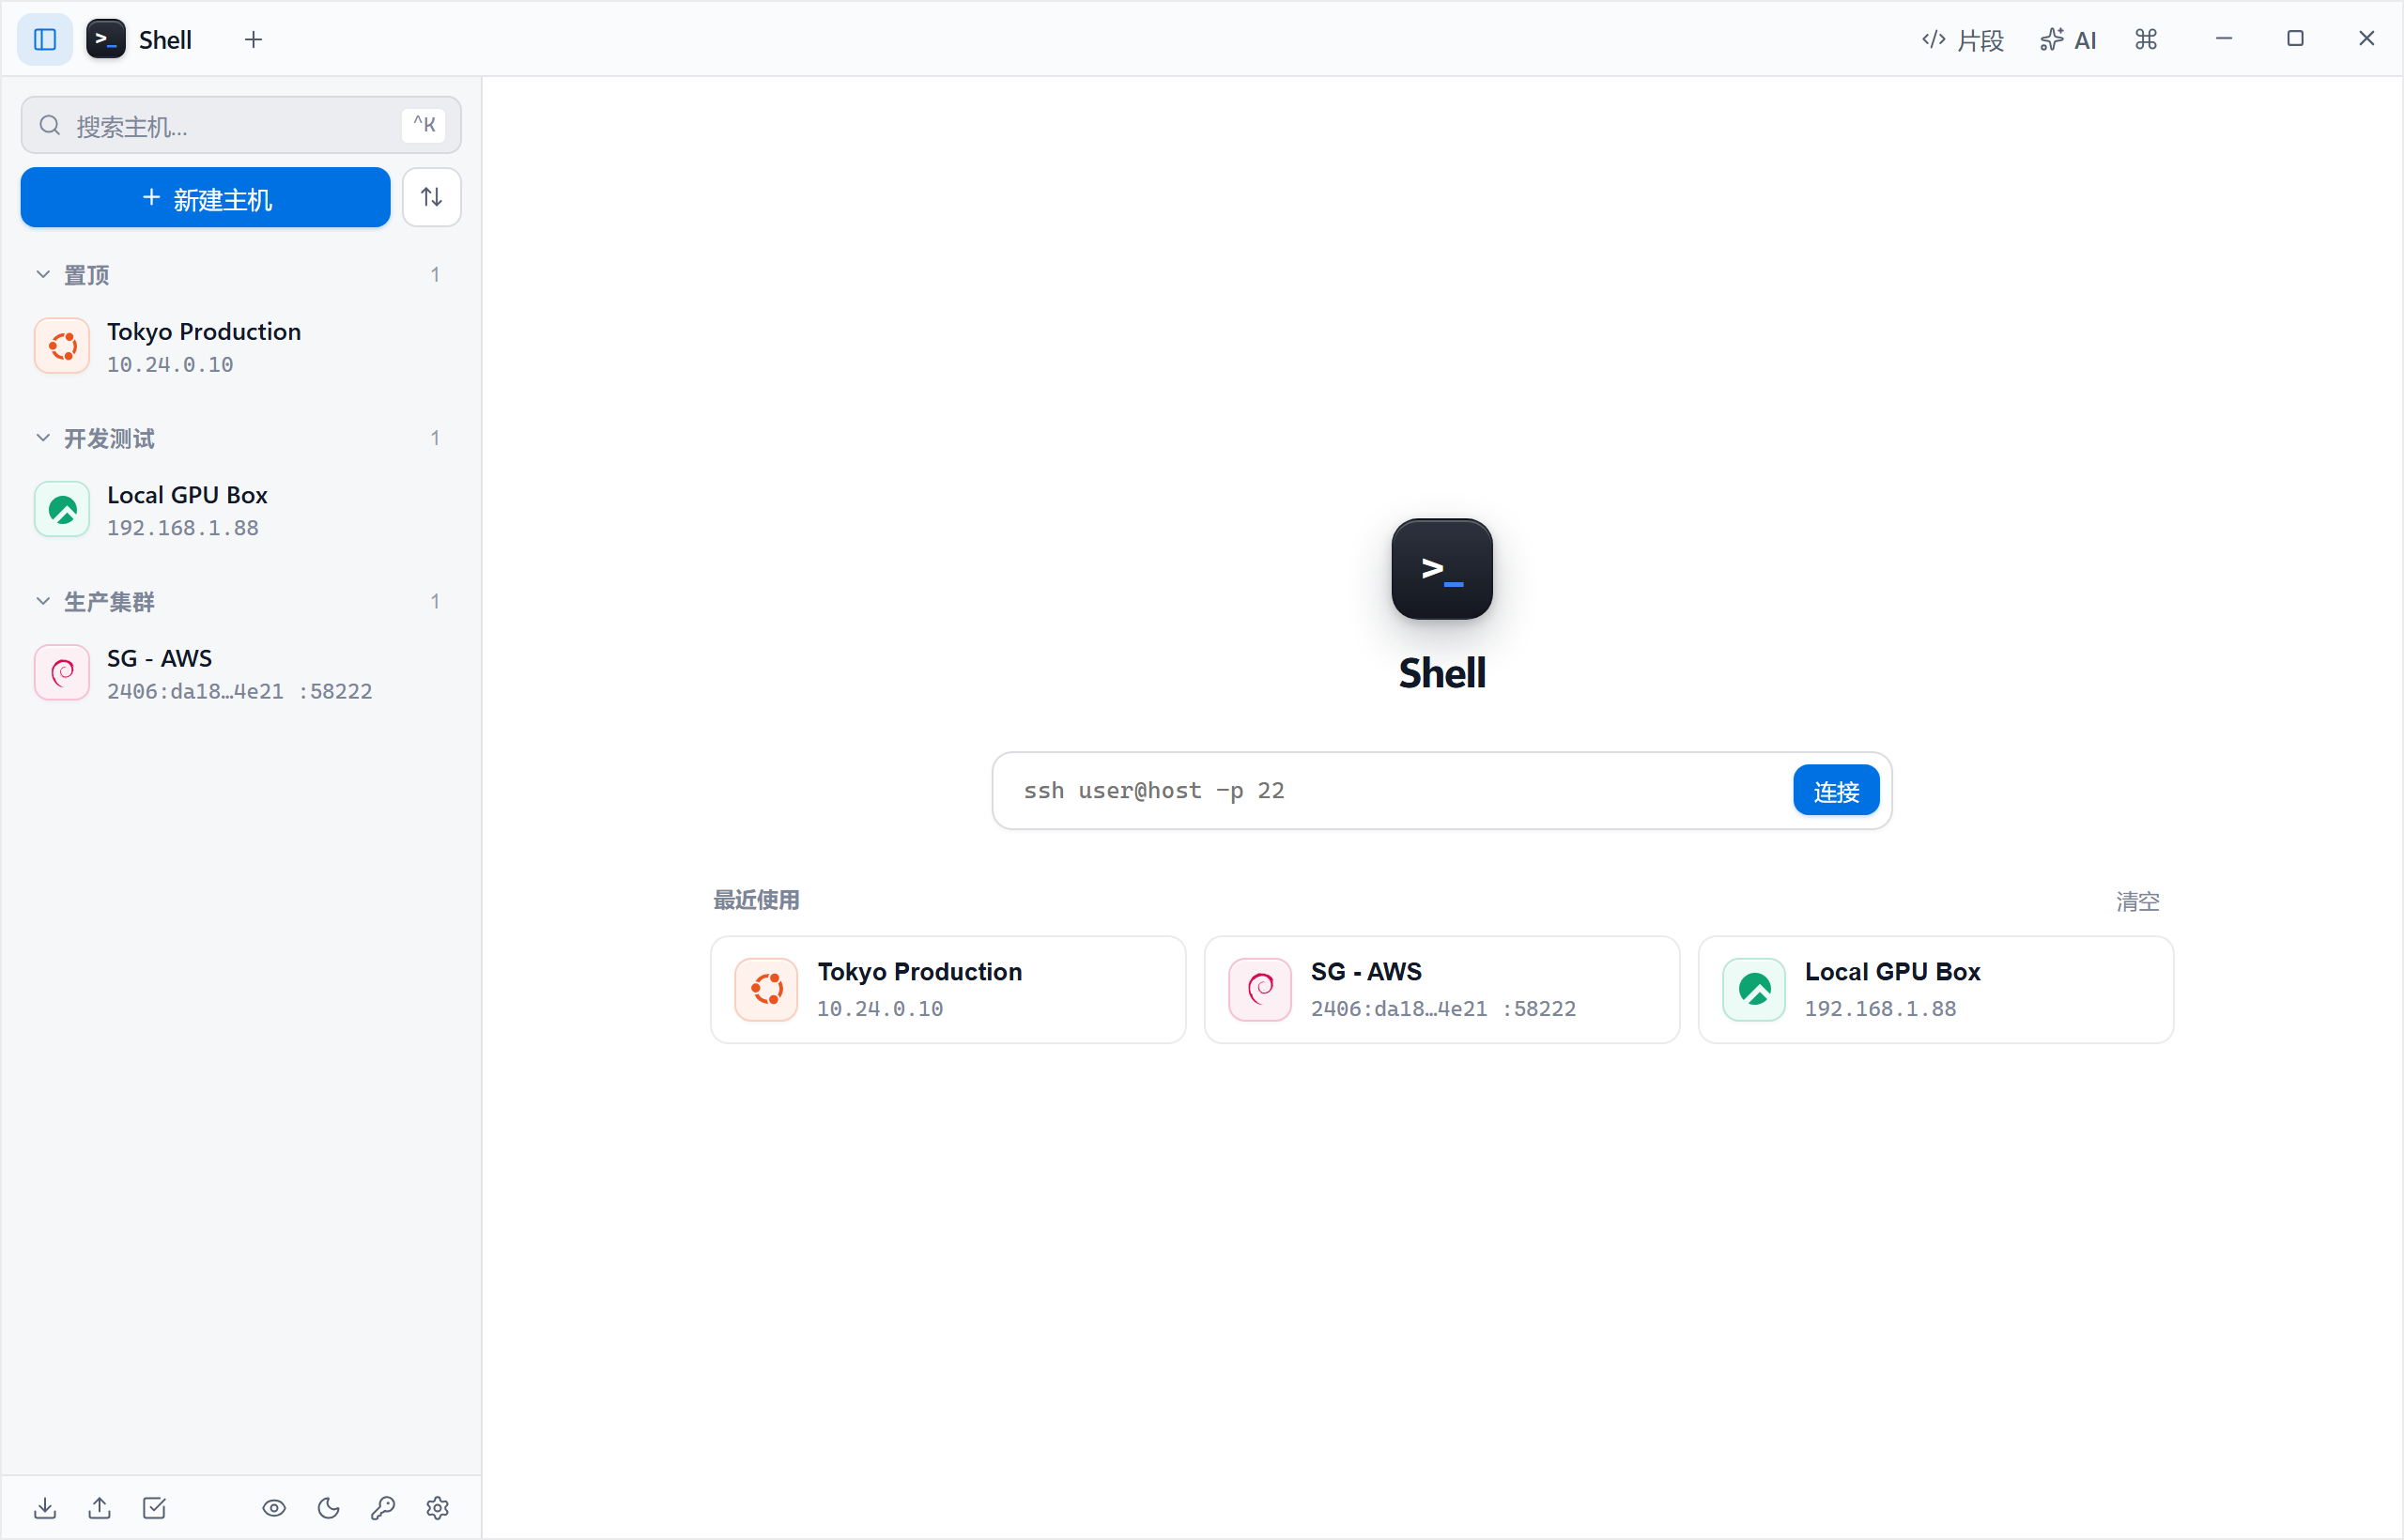 >_ Shell
片段
AI
搜索主机...
^K
新建主机
置顶 1
Tokyo Production
10.24.0.10
开发测试 1
Local GPU Box
192.168.1.88
生产集群 1
SG - AWS
2406:da18…4e21 :58222
>_
Shell
ssh user@host -p 22
连接
最近使用
清空
Tokyo Production
10.24.0.10
SG - AWS
2406:da18…4e21 :58222
Local GPU Box
192.168.1.88